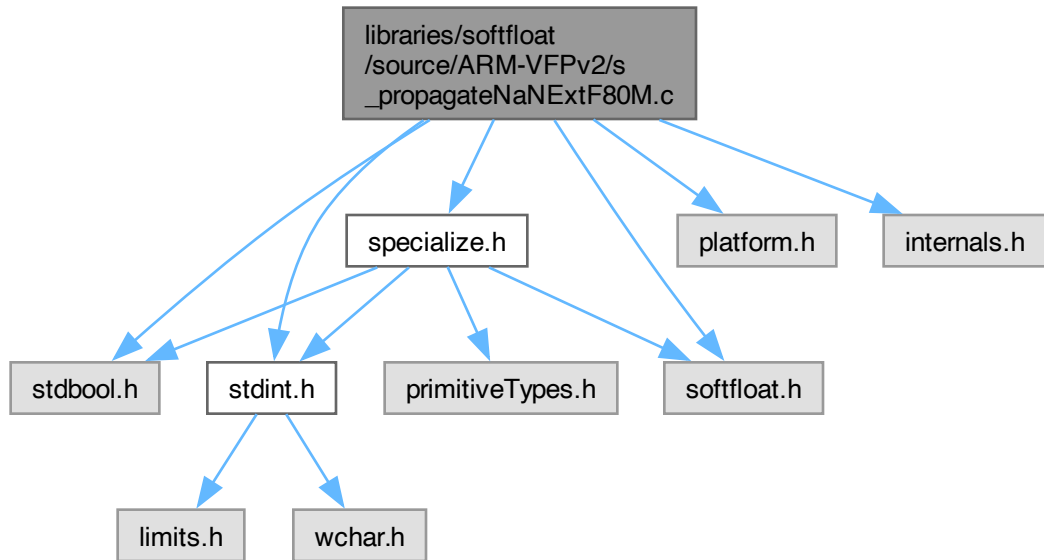 libraries/softfloat
/source/ARM-VFPv2/s
_propagateNaNExtF80M.c
specialize.h
platform.h
internals.h
stdbool.h
stdint.h
primitiveTypes.h
softfloat.h
limits.h
wchar.h